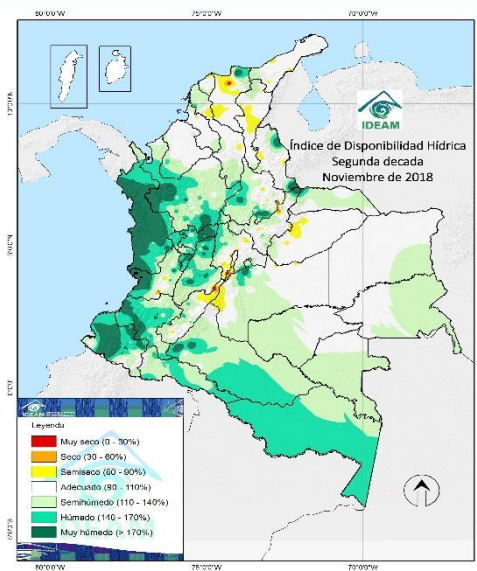 80°0'0"W 75°0'0"W 70°0'0"W
IDEAM
Índice de Disponibilidad Hídrica
Segunda decada
Noviembre de 2018
IDEAM
Leyenda
Muy seco (0 - 30%)
Seco (30 - 60%)
Semiseco (60 - 90%)
Adecuado (90 - 110%)
Semihúmedo (110 - 140%)
Húmedo (140 - 170%)
Muy húmedo (> 170%)
80°0'0"W 75°0'0"W 70°0'0"W